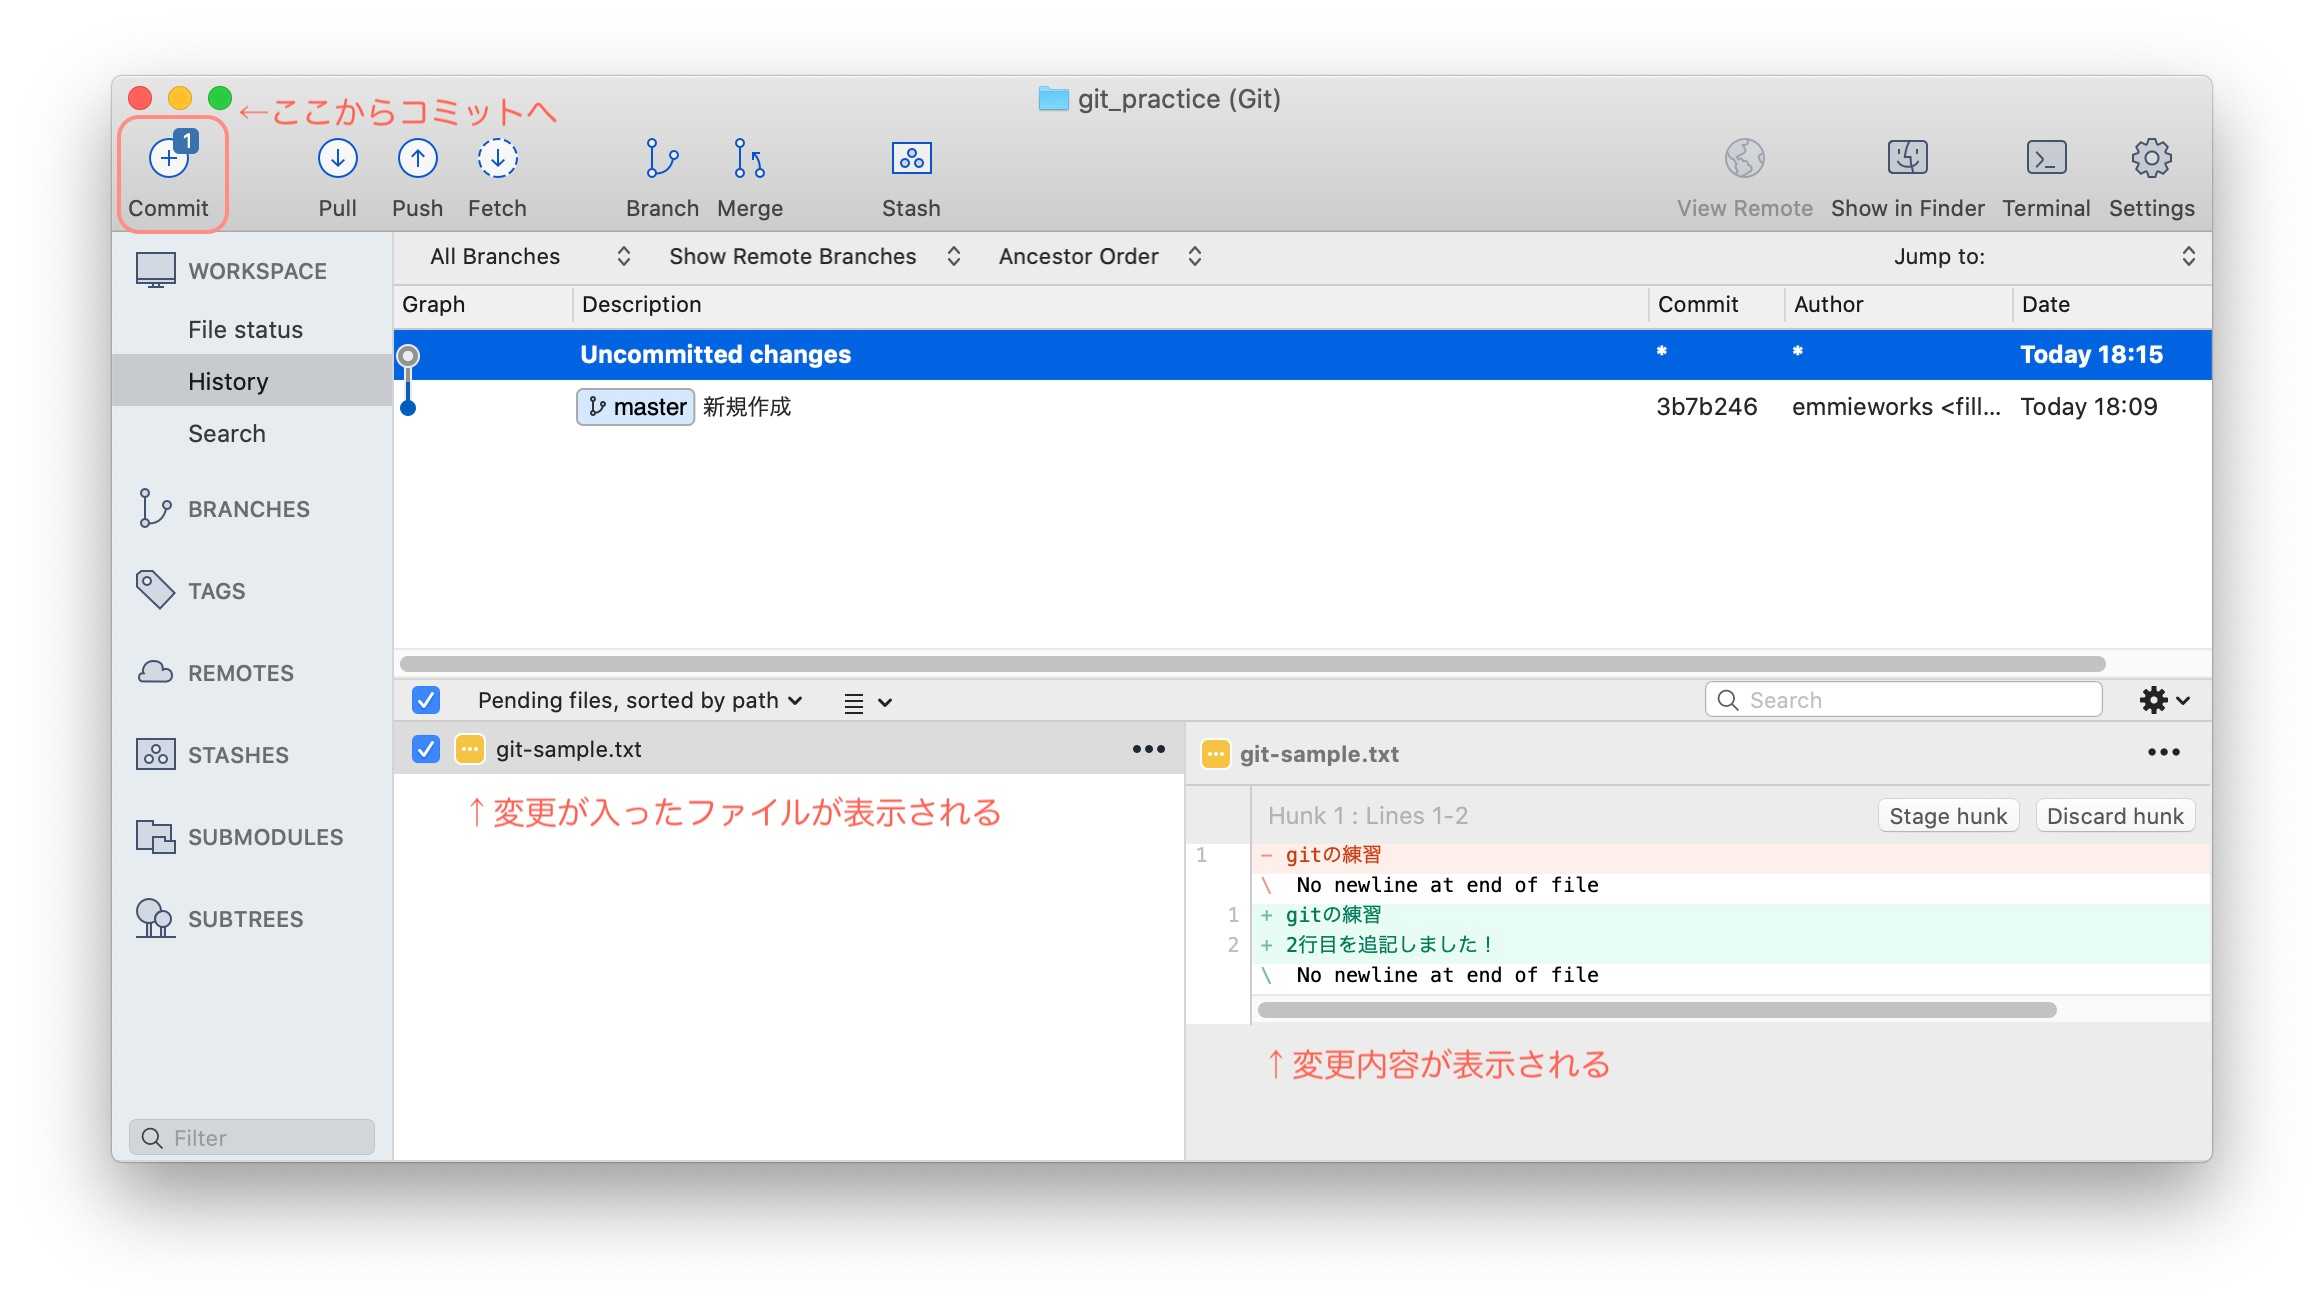 ←ここからコミットへ
git_practice (Git)
1
Commit
Pull
Push
Fetch
Branch
Merge
Stash
View Remote
Show in Finder
Terminal
Settings
WORKSPACE
File status
History
Search
BRANCHES
TAGS
REMOTES
STASHES
SUBMODULES
SUBTREES
Filter
All Branches
Show Remote Branches
Ancestor Order
Jump to:
Graph
Description
Commit
Author
Date
Uncommitted changes * * Today 18:15
master 新規作成 3b7b246 emmieworks <fill... Today 18:09
Pending files, sorted by path
Search
git-sample.txt
↑変更が入ったファイルが表示される
git-sample.txt
Hunk 1 : Lines 1-2
Stage hunk
Discard hunk
1 - gitの練習
\ No newline at end of file
1 + gitの練習
2 + 2行目を追記しました！
\ No newline at end of file
↑変更内容が表示される